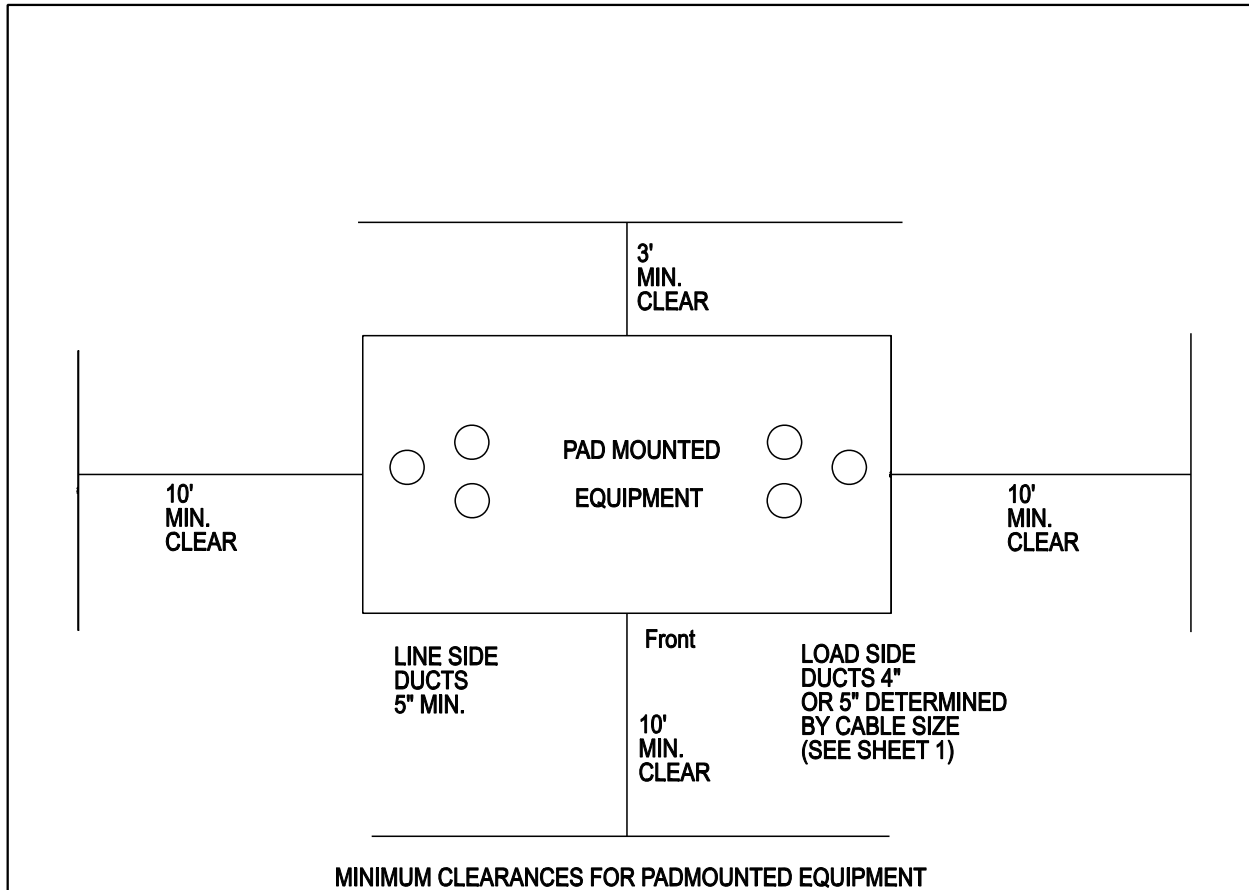 3'
MIN.
CLEAR
PAD MOUNTED
EQUIPMENT
10'
MIN.
CLEAR
10'
MIN.
CLEAR
Front
LINE SIDE
DUCTS
5" MIN.
LOAD SIDE
DUCTS 4"
OR 5" DETERMINED
BY CABLE SIZE
(SEE SHEET 1)
10'
MIN.
CLEAR
MINIMUM CLEARANCES FOR PADMOUNTED EQUIPMENT